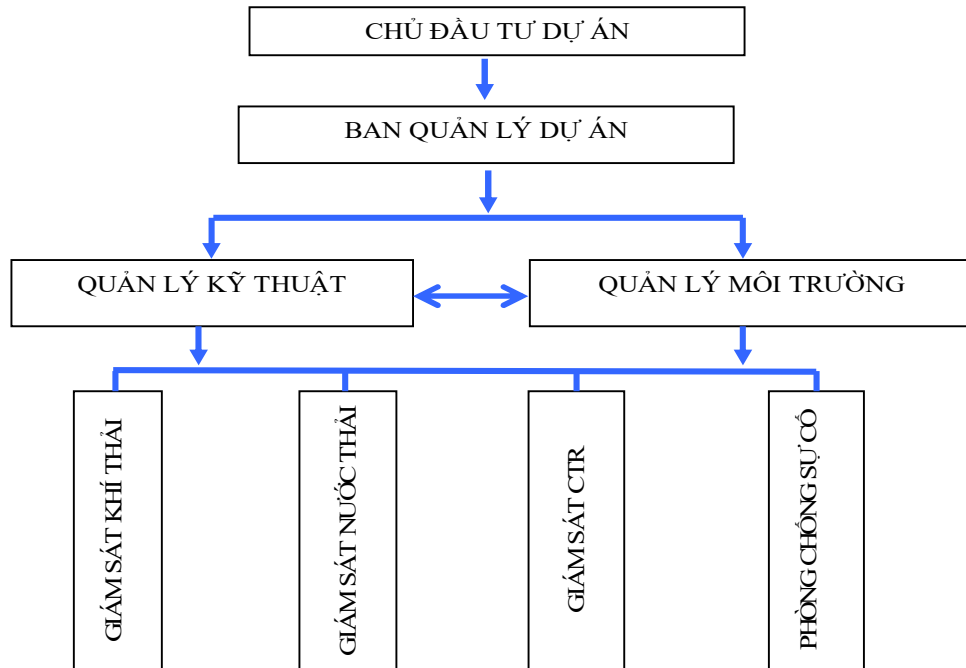 CHỦ ĐẦU TƯ DỰ ÁN
BAN QUẢN LÝ DỰ ÁN
QUẢN LÝ KỸ THUẬT
QUẢN LÝ MÔI TRƯỜNG
GIÁM SÁT KHÍ THẢI
GIÁM SÁT NƯỚC THẢI
GIÁM SÁT CTR
PHÒNG CHỐNG SỰ CỐ